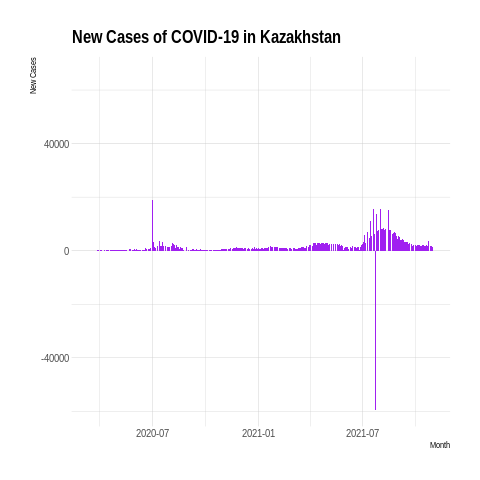 New Cases of COVID-19 in Kazakhstan
New Cases
40000
0
-40000
2020-07
2021-01
2021-07
Month